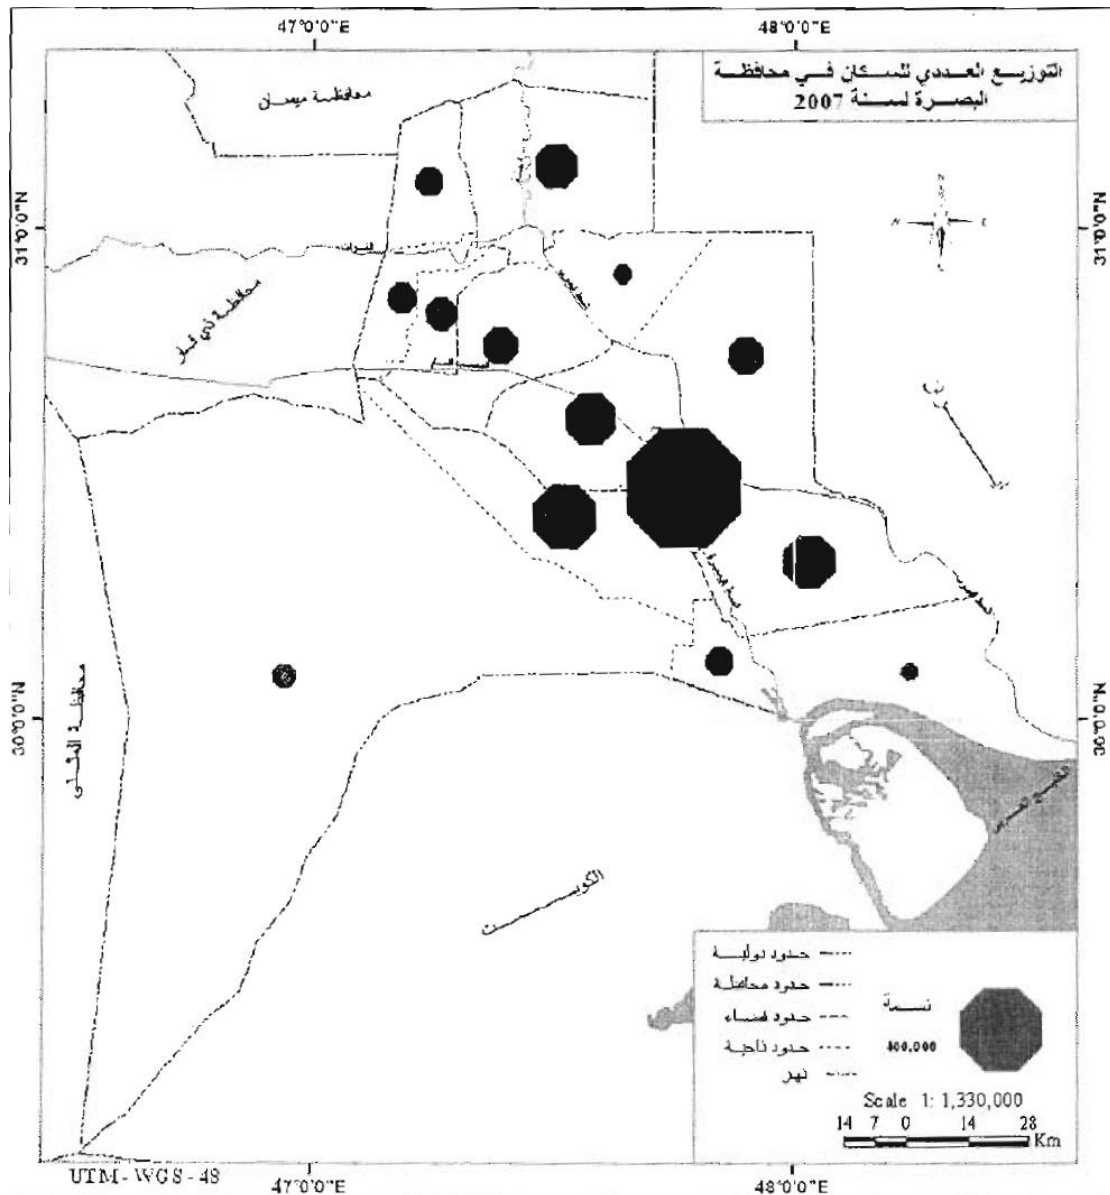 47°0'0"E
48°0'0"E
التوزيع العددي للسكان في محافظة
البصرة لسنة 2007
محافظة ميسان
N
W
E
31°0'0"N
31°0'0"N
الفرات
محافظة ذي قار
30°0'0"N
30°0'0"N
محافظة المثنى
الكويت
الخليج العربي
حدود دولية
حدود محافظة
حدود قضاء
حدود ناحية
نهر
نسمة
400,000
Scale 1: 1,330,000
14 7 0 14 28
Km
UTM - WGS - 48
47°0'0"E
48°0'0"E